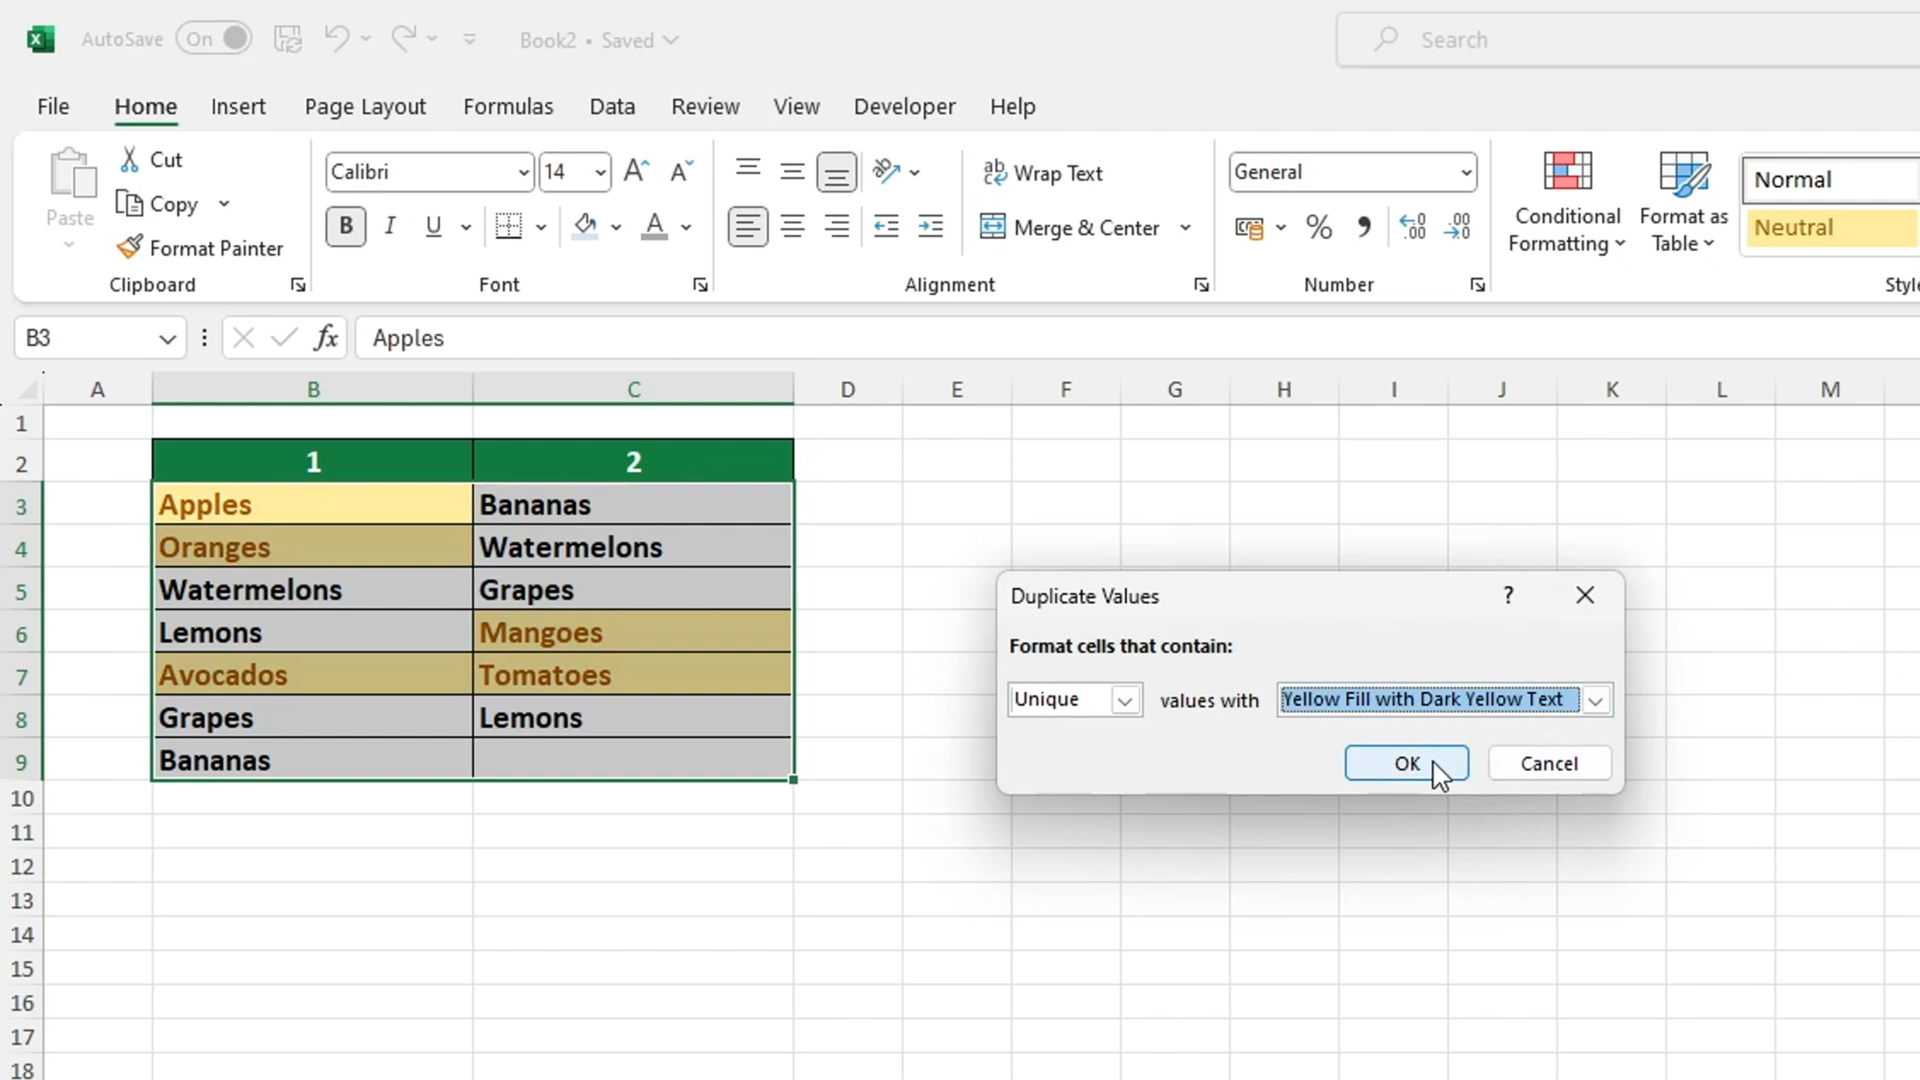 AutoSave On Book2 • Saved Search
File Home Insert Page Layout Formulas Data Review View Developer Help
Paste Cut
Copy
Format Painter
Clipboard
Calibri 14
B I U A
Font
Wrap Text
Merge & Center
Alignment
General
% .00 .00
Number
Conditional Formatting
Format as Table
Normal
Neutral
B3 fx Apples
A B C D E F G H I J K L M
1
2 1 2
3 Apples Bananas
4 Oranges Watermelons
5 Watermelons Grapes
6 Lemons Mangoes
7 Avocados Tomatoes
8 Grapes Lemons
9 Bananas
10
11
12
13
14
15
16
17
18
Duplicate Values ?
Format cells that contain:
Unique values with Yellow Fill with Dark Yellow Text
OK Cancel